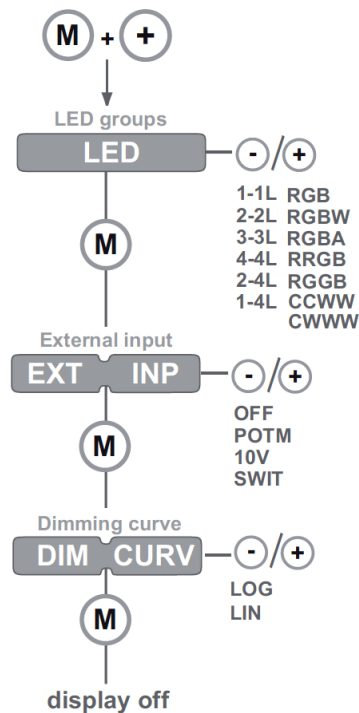 M + +
LED groups
LED
- / +
1-1L RGB
2-2L RGBW
3-3L RGBA
4-4L RRGB
2-4L RGGB
1-4L CCWW
CWWW
M
External input
EXT INP
- / +
OFF
POTM
10V
SWIT
M
Dimming curve
DIM CURV
- / +
LOG
LIN
M
display off